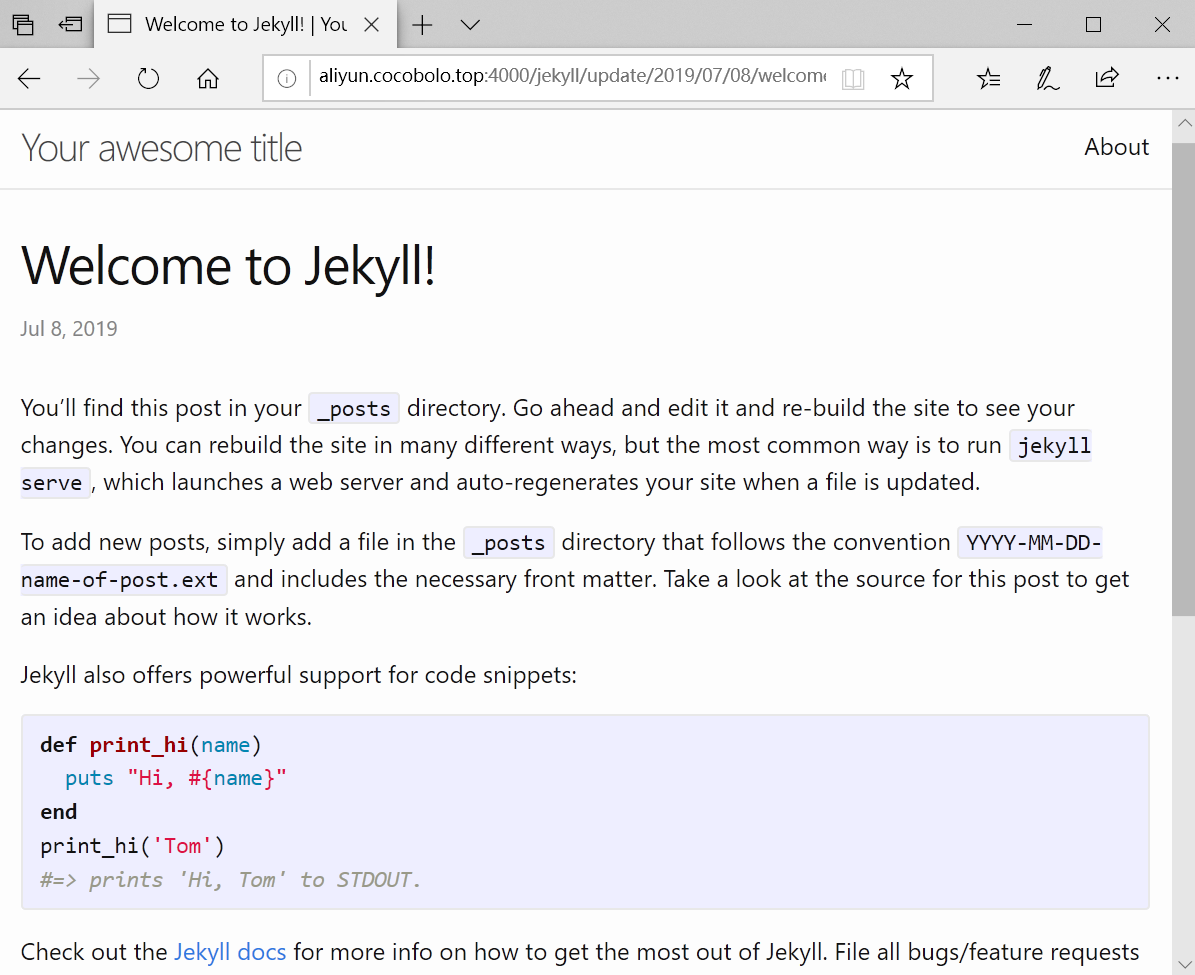 Welcome to Jekyll! | You
aliyun.cocobolo.top:4000/jekyll/update/2019/07/08/welcome
Your awesome title
About
Welcome to Jekyll!
Jul 8, 2019
You’ll find this post in your _posts directory. Go ahead and edit it and re-build the site to see your
changes. You can rebuild the site in many different ways, but the most common way is to run jekyll
serve, which launches a web server and auto-regenerates your site when a file is updated.
To add new posts, simply add a file in the _posts directory that follows the convention YYYY-MM-DD-
name-of-post.ext and includes the necessary front matter. Take a look at the source for this post to get
an idea about how it works.
Jekyll also offers powerful support for code snippets:
def print_hi(name)
  puts "Hi, #{name}"
end
print_hi('Tom')
#=> prints 'Hi, Tom' to STDOUT.
Check out the Jekyll docs for more info on how to get the most out of Jekyll. File all bugs/feature requests